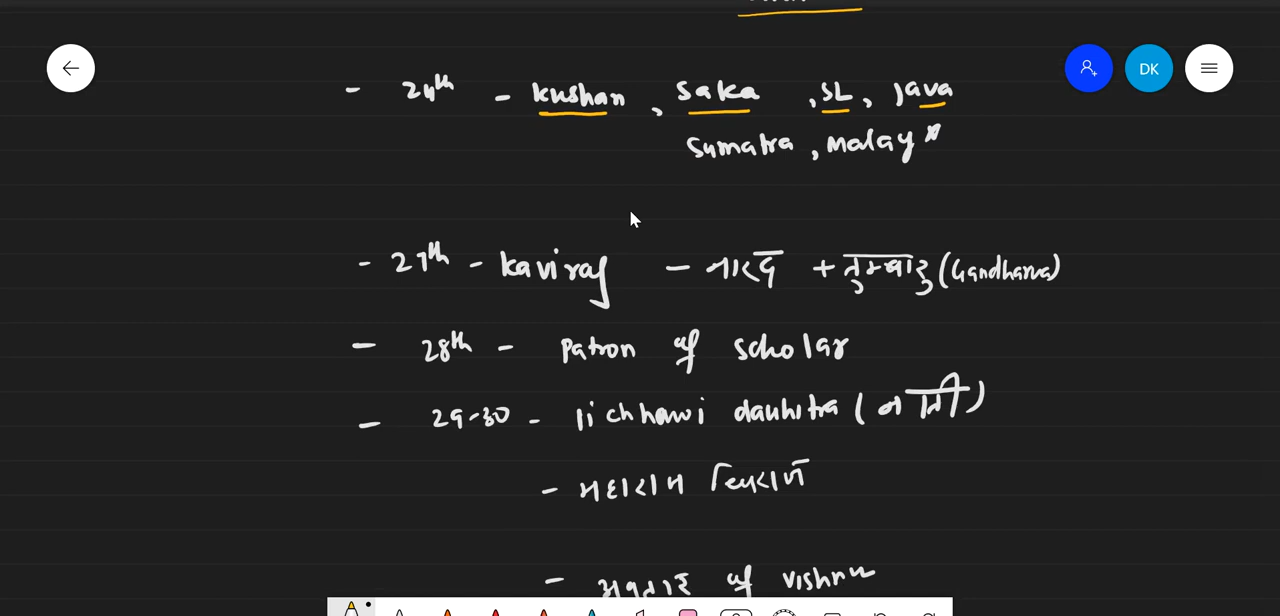 - 24th - kushan, saka, SL, Java
Sumatra, Malay
DK
- 27th - kaviraj - नारद + तुम्बारु (Gandharva)
- 28th - patron of scholar
- 29-30 - lichhawi dauhitra (
-
- अवतार of vishnu